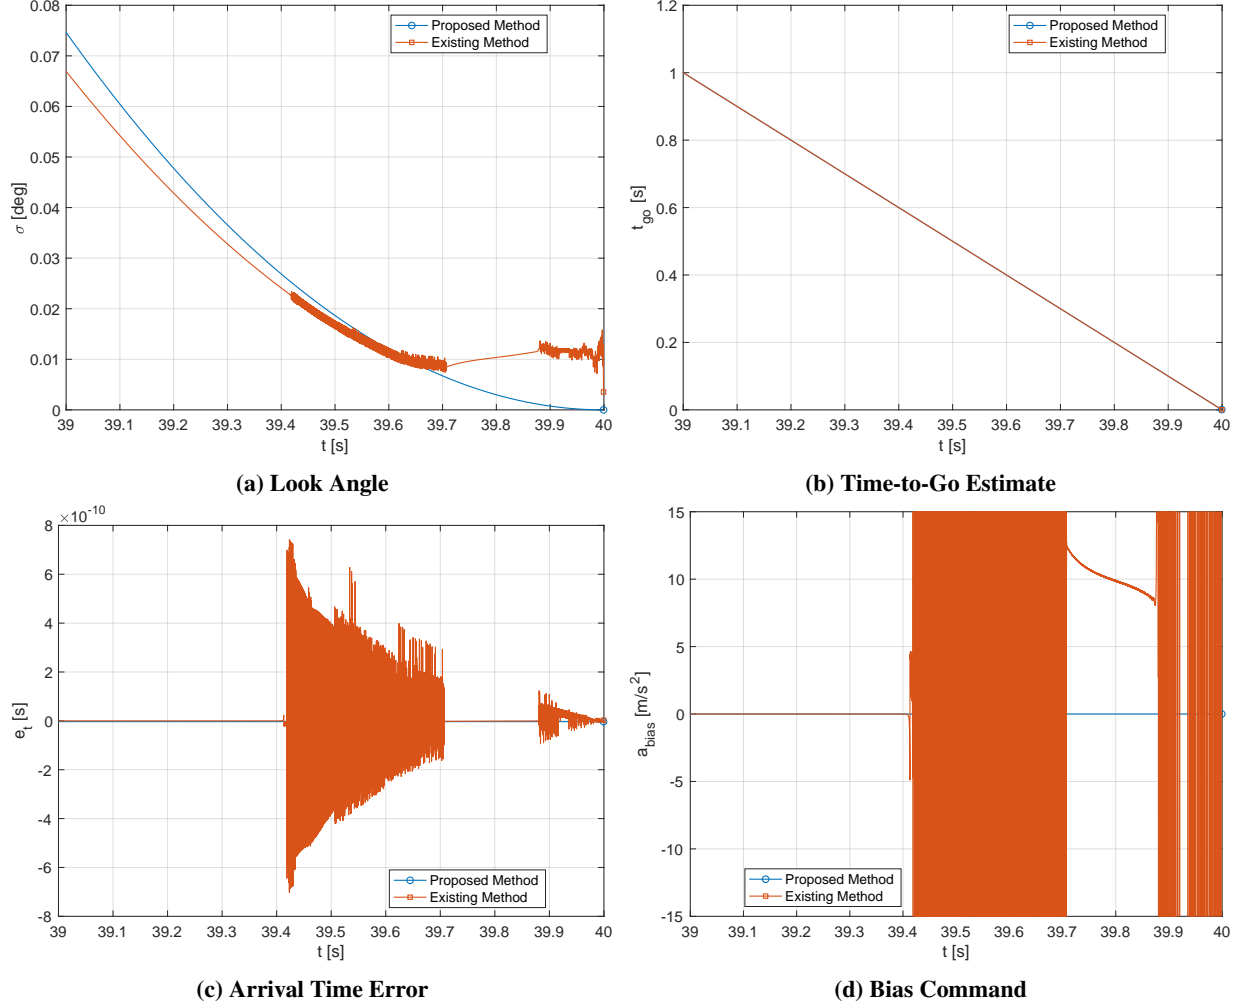 0.08
0.07
0.06
0.05
0.04
0.03
0.02
0.01
0
σ [deg]
Proposed Method
Existing Method
39 39.1 39.2 39.3 39.4 39.5 39.6 39.7 39.8 39.9 40
t [s]
(a) Look Angle
1.2
1
0.8
0.6
0.4
0.2
0
t_go [s]
Proposed Method
Existing Method
39 39.1 39.2 39.3 39.4 39.5 39.6 39.7 39.8 39.9 40
t [s]
(b) Time-to-Go Estimate
×10^-10
8
6
4
2
0
-2
-4
-6
-8
e_t [s]
Proposed Method
Existing Method
39 39.1 39.2 39.3 39.4 39.5 39.6 39.7 39.8 39.9 40
t [s]
(c) Arrival Time Error
15
10
5
0
-5
-10
-15
a_bias [m/s^2]
Proposed Method
Existing Method
39 39.1 39.2 39.3 39.4 39.5 39.6 39.7 39.8 39.9 40
t [s]
(d) Bias Command